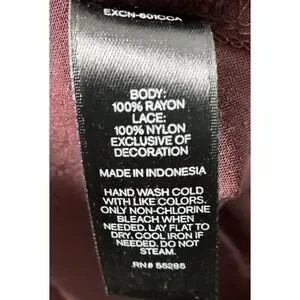 EXCN-601CCA
BODY:
100% RAYON
LACE:
100% NYLON
EXCLUSIVE OF
DECORATION
MADE IN INDONESIA
HAND WASH COLD
WITH LIKE COLORS.
ONLY NON-CHLORINE
BLEACH WHEN
NEEDED. LAY FLAT TO
DRY. COOL IRON IF
NEEDED. DO NOT
STEAM.
RN# 55285